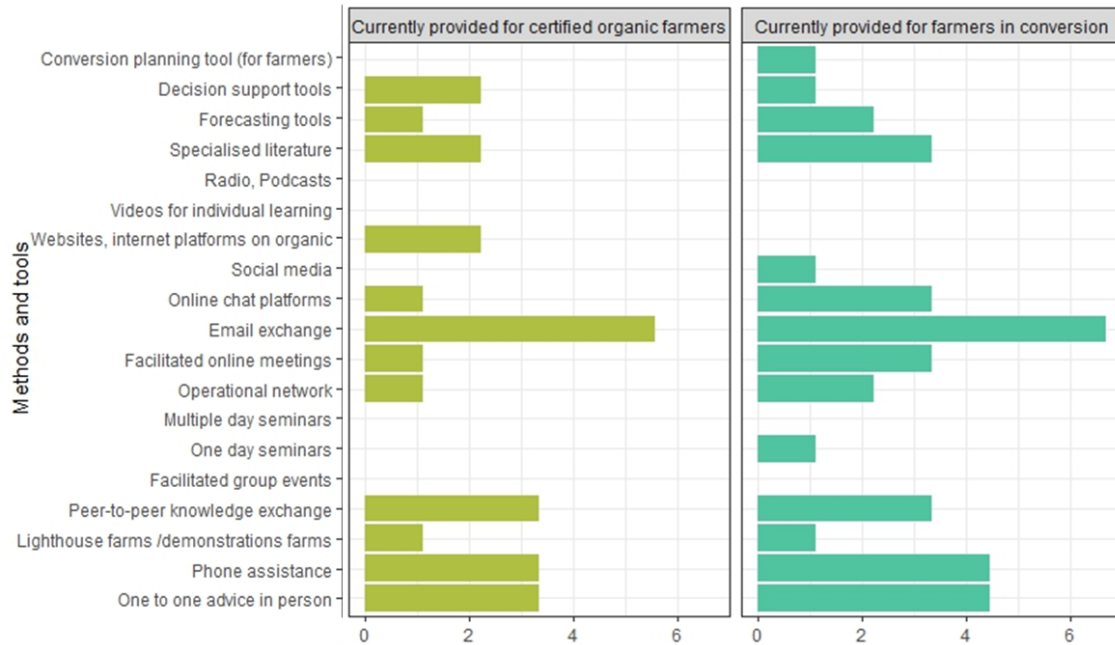 Currently provided for certified organic farmers
Currently provided for farmers in conversion
Methods and tools
Conversion planning tool (for farmers)
Decision support tools
Forecasting tools
Specialised literature
Radio, Podcasts
Videos for individual learning
Websites, internet platforms on organic
Social media
Online chat platforms
Email exchange
Facilitated online meetings
Operational network
Multiple day seminars
One day seminars
Facilitated group events
Peer-to-peer knowledge exchange
Lighthouse farms /demonstrations farms
Phone assistance
One to one advice in person
0 2 4 6
0 2 4 6